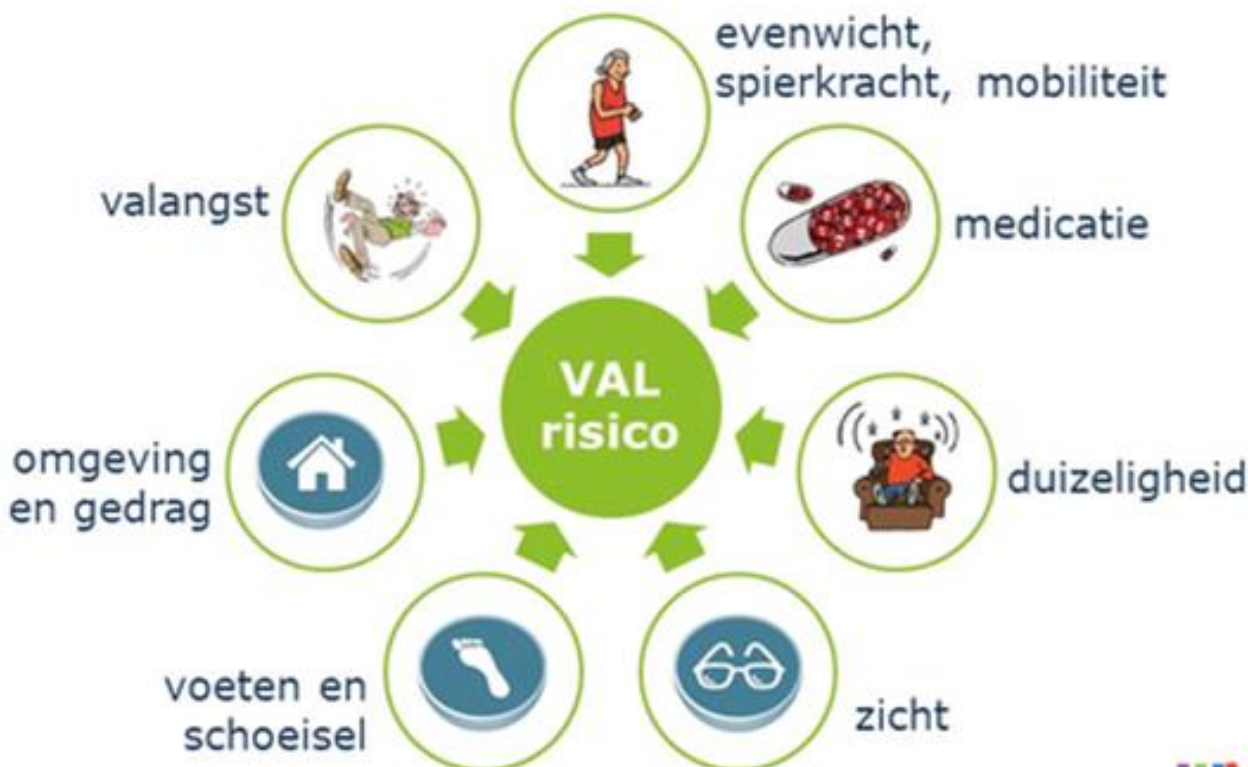 evenwicht,
spierkracht, mobiliteit
valangst
medicatie
VAL
risico
omgeving
en gedrag
duizeligheid
voeten en
schoeisel
zicht